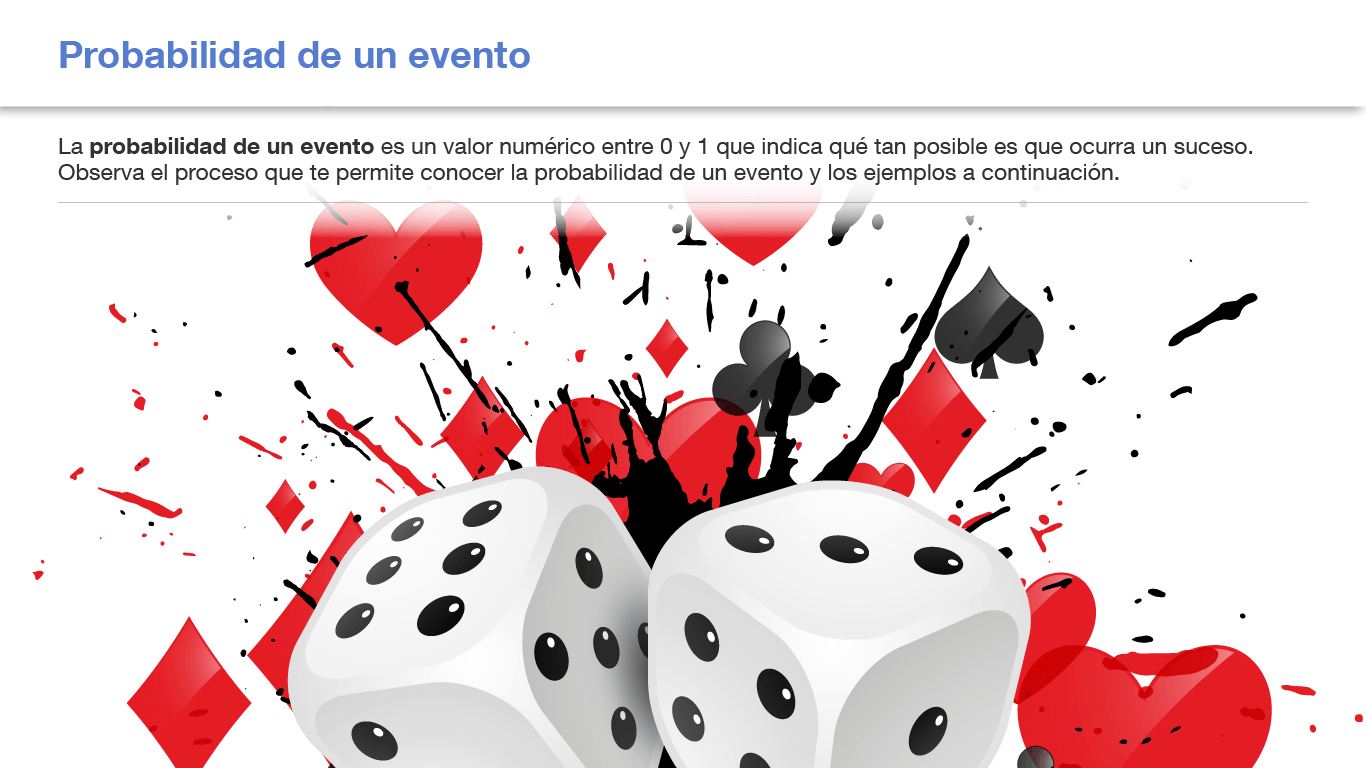 Probabilidad de un evento
La probabilidad de un evento es un valor numérico entre 0 y 1 que indica qué tan posible es que ocurra un suceso.
Observa el proceso que te permite conocer la probabilidad de un evento y los ejemplos a continuación.